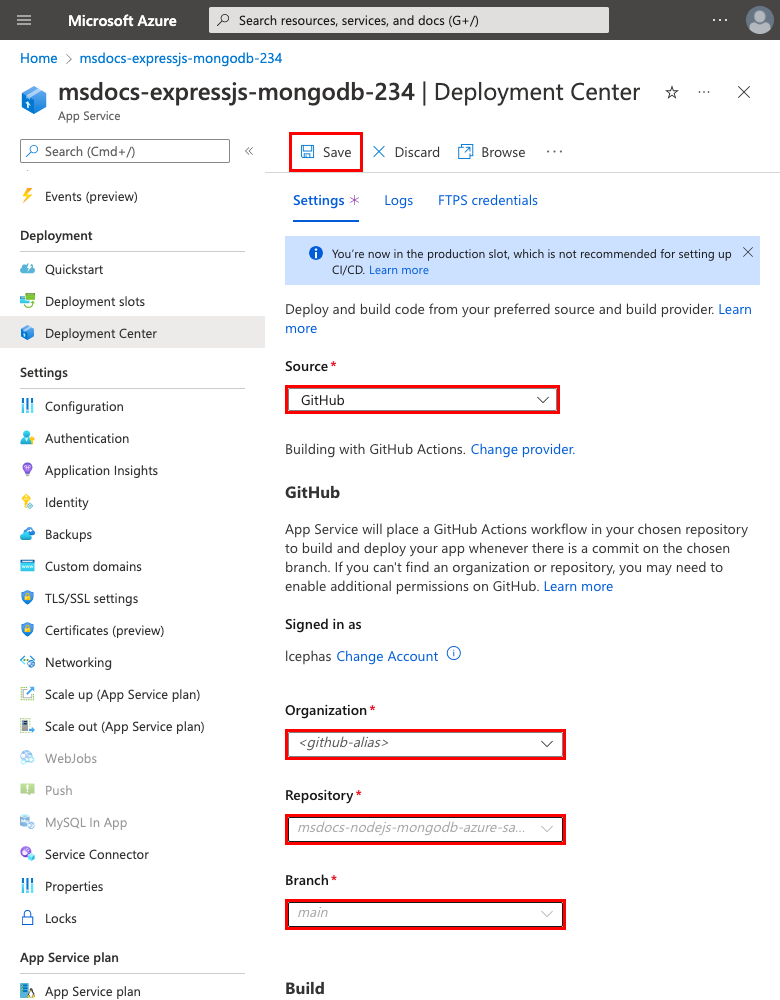 Microsoft Azure
Search resources, services, and docs (G+/)
Home > msdocs-expressjs-mongodb-234
msdocs-expressjs-mongodb-234 | Deployment Center
App Service
Search (Cmd+/)
Events (preview)
Deployment
Quickstart
Deployment slots
Deployment Center
Settings
Configuration
Authentication
Application Insights
Identity
Backups
Custom domains
TLS/SSL settings
Certificates (preview)
Networking
Scale up (App Service plan)
Scale out (App Service plan)
WebJobs
Push
MySQL In App
Service Connector
Properties
Locks
App Service plan
App Service plan
Save
Discard
Browse
Settings *
Logs
FTPS credentials
You're now in the production slot, which is not recommended for setting up
CI/CD. Learn more
Deploy and build code from your preferred source and build provider. Learn
more
Source *
GitHub
Building with GitHub Actions. Change provider.
GitHub
App Service will place a GitHub Actions workflow in your chosen repository
to build and deploy your app whenever there is a commit on the chosen
branch. If you can't find an organization or repository, you may need to
enable additional permissions on GitHub. Learn more
Signed in as
Icephas Change Account
Organization *
<github-alias>
Repository *
msdocs-nodejs-mongodb-azure-sa...
Branch *
main
Build